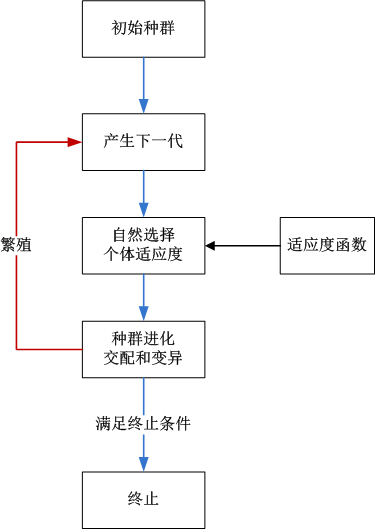 初始种群
产生下一代
自然选择
个体适应度
适应度函数
繁殖
种群进化
交配和变异
满足终止条件
终止